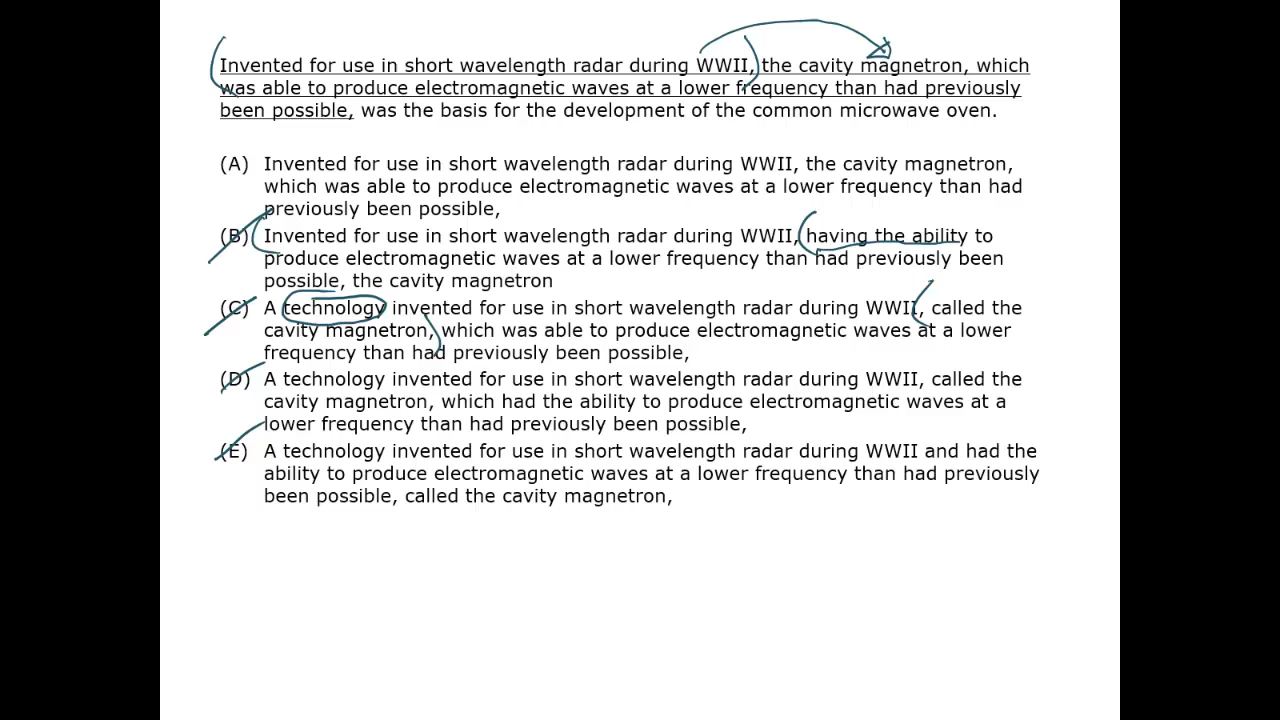 Invented for use in short wavelength radar during WWII, the cavity magnetron, which
was able to produce electromagnetic waves at a lower frequency than had previously
been possible, was the basis for the development of the common microwave oven.
(A) Invented for use in short wavelength radar during WWII, the cavity magnetron,
which was able to produce electromagnetic waves at a lower frequency than had
previously been possible,
(B) Invented for use in short wavelength radar during WWII, having the ability to
produce electromagnetic waves at a lower frequency than had previously been
possible, the cavity magnetron
(C) A technology invented for use in short wavelength radar during WWII, called the
cavity magnetron, which was able to produce electromagnetic waves at a lower
frequency than had previously been possible,
(D) A technology invented for use in short wavelength radar during WWII, called the
cavity magnetron, which had the ability to produce electromagnetic waves at a
lower frequency than had previously been possible,
(E) A technology invented for use in short wavelength radar during WWII and had the
ability to produce electromagnetic waves at a lower frequency than had previously
been possible, called the cavity magnetron,